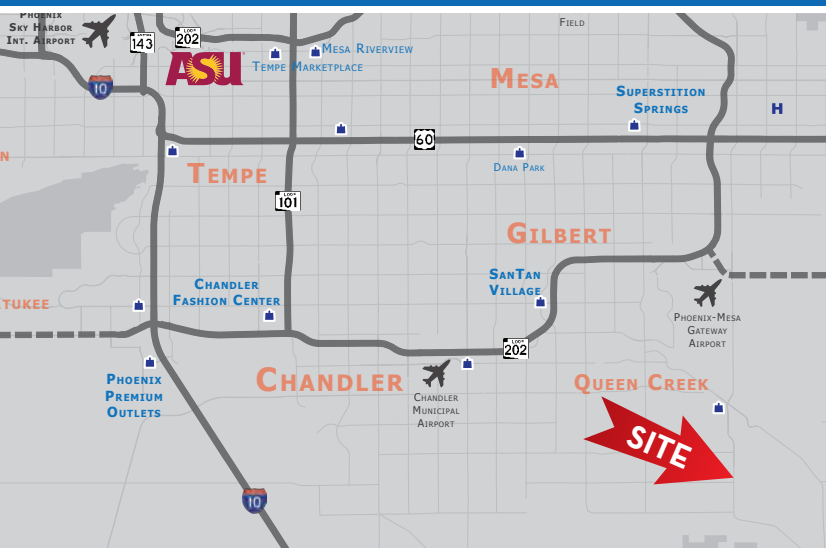 Phoenix
Sky Harbor
Int. Airport
143
LOOP
202
ASU
Mesa Riverview
Tempe Marketplace
Field
Mesa
Superstition
Springs
H
10
60
N
Tempe
Dana Park
LOOP
101
Gilbert
SanTan
Village
Chandler
Fashion Center
TUKEE
Phoenix-Mesa
Gateway
Airport
202
Phoenix
Premium
Outlets
Chandler
Chandler
Municipal
Airport
Queen Creek
SITE
10